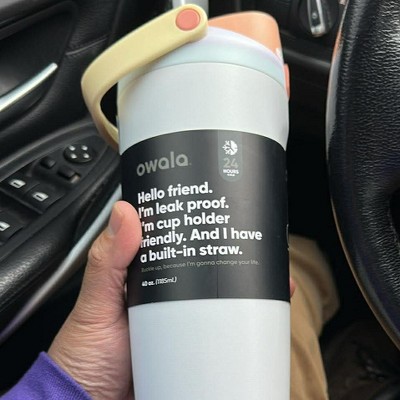 owala
24
HOURS
Hello friend.
I'm leak proof.
I'm cup holder
friendly. And I have
a built-in straw.
Buckle up, because I'm gonna change your life.
40 oz. (1185mL)